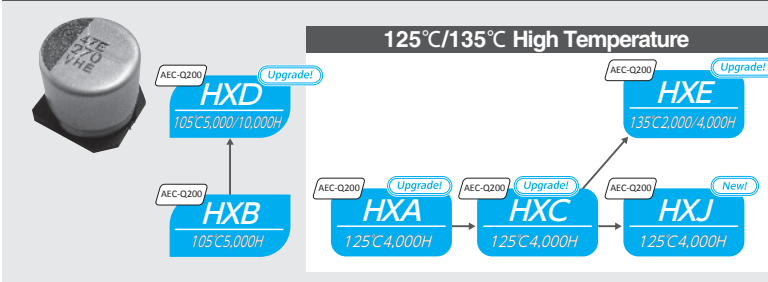 47E
270
VHE
125℃/135℃ High Temperature
AEC-Q200
Upgrade!
HXD
105℃5,000/10,000H
AEC-Q200
HXB
105℃5,000H
AEC-Q200
Upgrade!
HXA
125℃4,000H
AEC-Q200
Upgrade!
HXC
125℃4,000H
AEC-Q200
Upgrade!
HXE
135℃2,000/4,000H
AEC-Q200
New!
HXJ
125℃4,000H